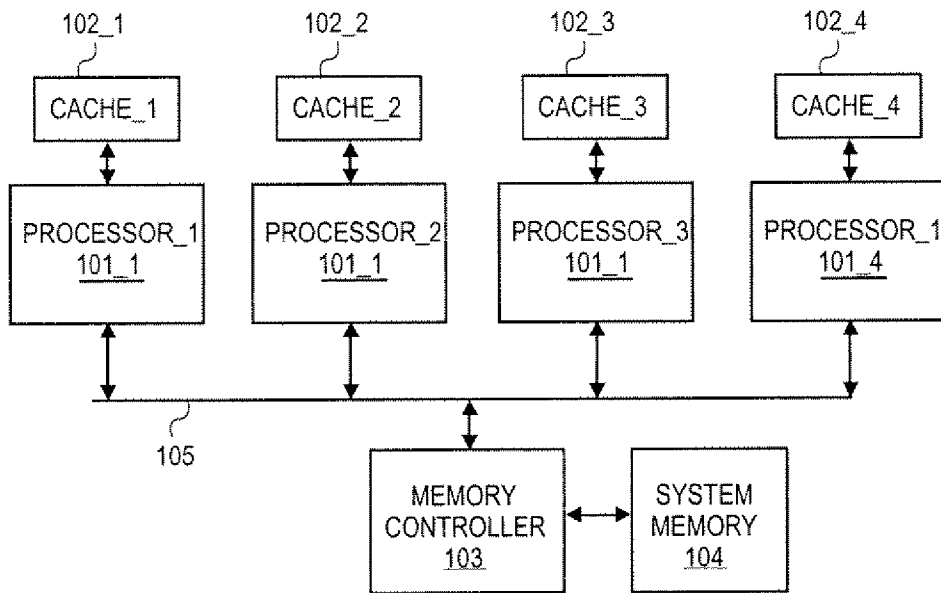 102_1
102_2
102_3
102_4
CACHE_1
CACHE_2
CACHE_3
CACHE_4
PROCESSOR_1
101_1
PROCESSOR_2
101_1
PROCESSOR_3
101_1
PROCESSOR_1
101_4
105
MEMORY
CONTROLLER
103
SYSTEM
MEMORY
104